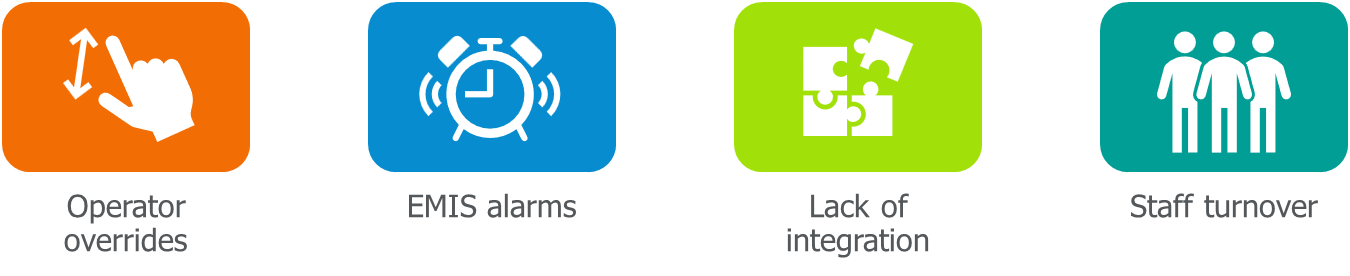 Operator
overrides
EMIS alarms
Lack of
integration
Staff turnover